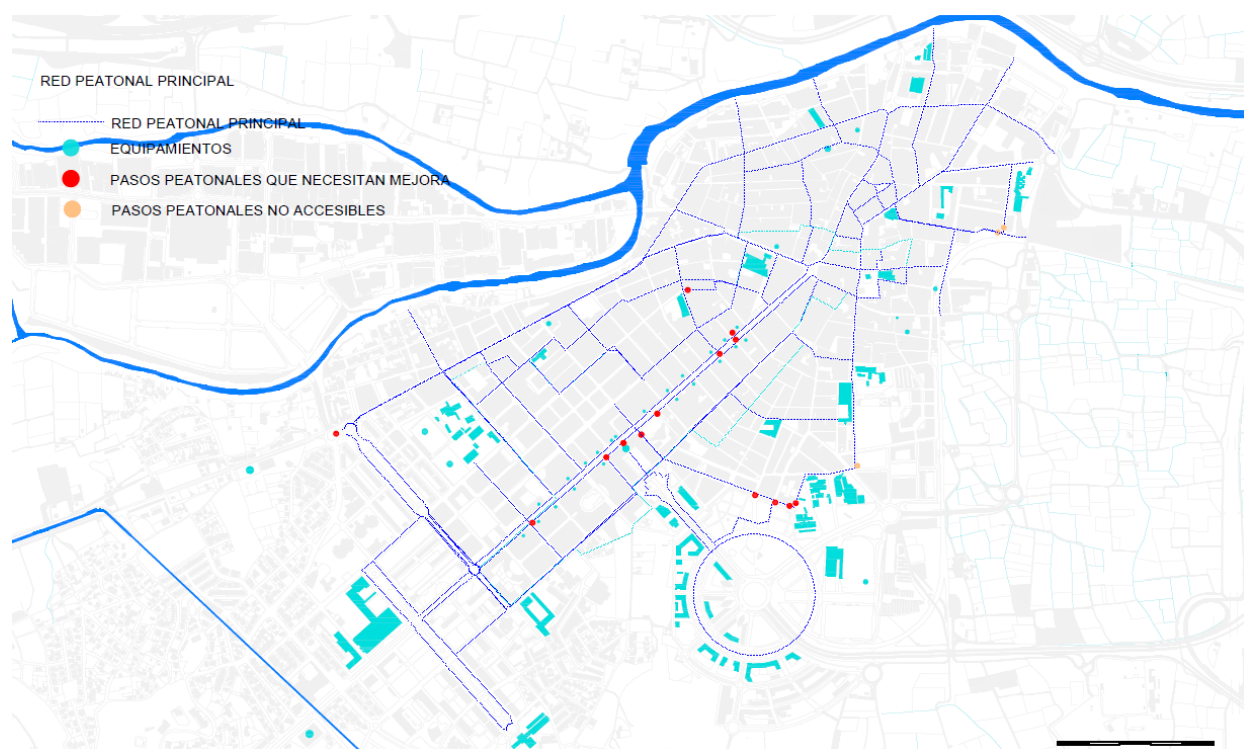 RED PEATONAL PRINCIPAL
RED PEATONAL PRINCIPAL
EQUIPAMIENTOS
PASOS PEATONALES QUE NECESITAN MEJORA
PASOS PEATONALES NO ACCESIBLES